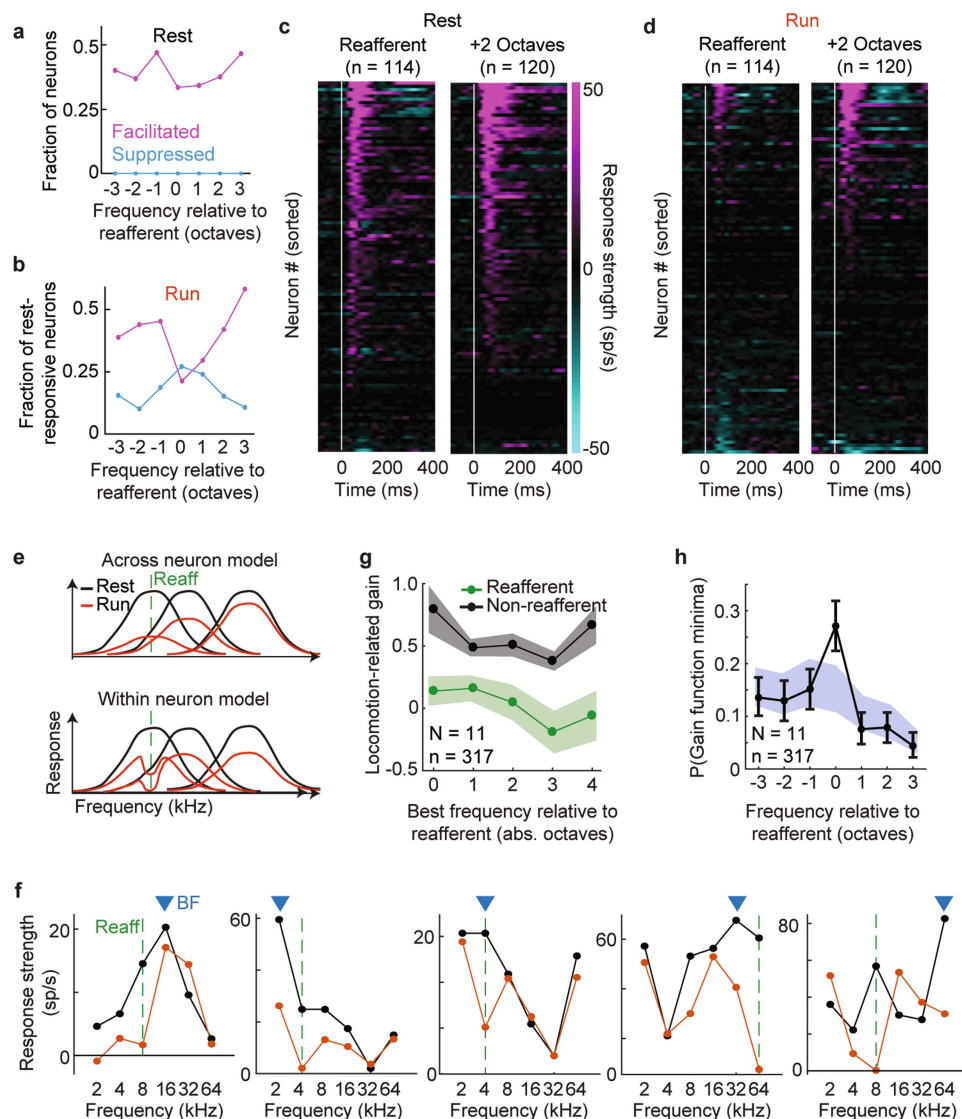 a
Rest
Fraction of neurons
0.5
0.25
0
Facilitated
Suppressed
-3 -2 -1 0 1 2 3
Frequency relative to
reafferent (octaves)
b
Run
Fraction of rest-
responsive neurons
0.5
0.25
0
-3 -2 -1 0 1 2 3
Frequency relative to
reafferent (octaves)
c
Rest
Reafferent
(n = 114)
+2 Octaves
(n = 120)
Neuron # (sorted)
0 200 400
Time (ms)
0 200 400
Time (ms)
50
0
-50
Response strength (sp/s)
d
Run
Reafferent
(n = 114)
+2 Octaves
(n = 120)
Neuron # (sorted)
0 200 400
Time (ms)
0 200 400
Time (ms)
e
Across neuron model
Reaff
Rest
Run
Within neuron model
Response
Frequency (kHz)
g
Locomotion-related gain
1.0
0.5
0
-0.5
Reafferent
Non-reafferent
N = 11
n = 317
0 1 2 3 4
Best frequency relative to
reafferent (abs. octaves)
h
P(Gain function minima)
0.3
0.2
0.1
0
N = 11
n = 317
-3 -2 -1 0 1 2 3
Frequency relative to
reafferent (octaves)
f
BF
Reaff
Response strength
(sp/s)
20
10
0
2 4 8 16 32 64
Frequency (kHz)
60
0
2 4 8 16 32 64
Frequency (kHz)
20
0
2 4 8 16 32 64
Frequency (kHz)
60
0
2 4 8 16 32 64
Frequency (kHz)
80
40
0
2 4 8 16 32 64
Frequency (kHz)